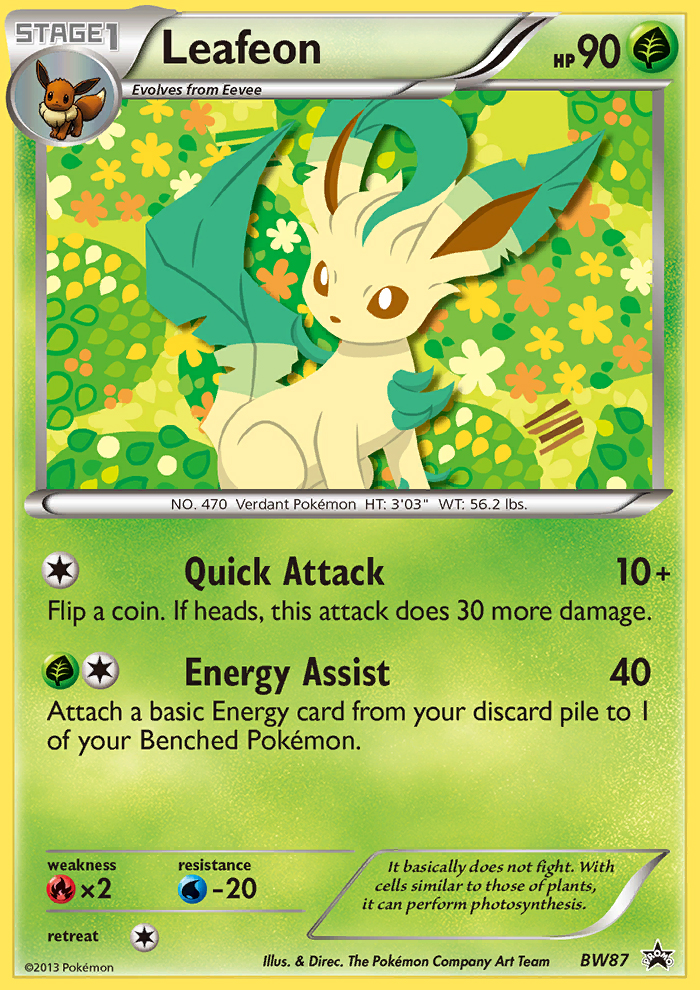 STAGE1
Leafeon
HP90
Evolves from Eevee
NO. 470 Verdant Pokémon HT: 3'03" WT: 56.2 lbs.
Quick Attack 10+
Flip a coin. If heads, this attack does 30 more damage.
Energy Assist 40
Attach a basic Energy card from your discard pile to 1
of your Benched Pokémon.
weakness resistance
×2 -20
retreat
It basically does not fight. With
cells similar to those of plants,
it can perform photosynthesis.
©2013 Pokémon Illus. & Direc. The Pokémon Company Art Team BW87 PROMO